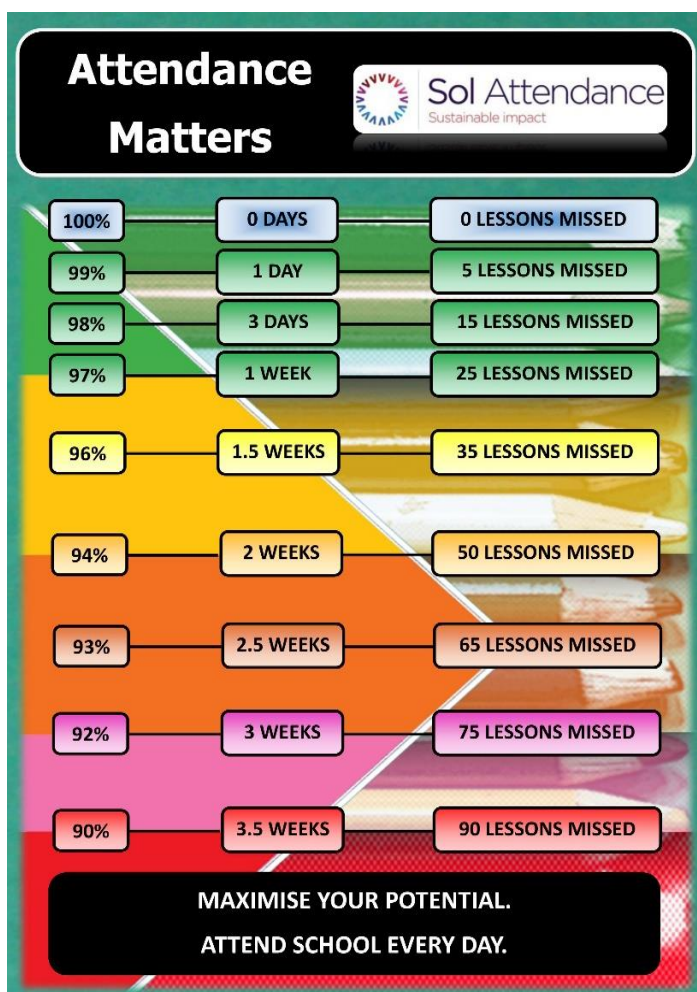 Attendance
Matters
Sol Attendance
Sustainable impact
100% 0 DAYS 0 LESSONS MISSED
99% 1 DAY 5 LESSONS MISSED
98% 3 DAYS 15 LESSONS MISSED
97% 1 WEEK 25 LESSONS MISSED
96% 1.5 WEEKS 35 LESSONS MISSED
94% 2 WEEKS 50 LESSONS MISSED
93% 2.5 WEEKS 65 LESSONS MISSED
92% 3 WEEKS 75 LESSONS MISSED
90% 3.5 WEEKS 90 LESSONS MISSED
MAXIMISE YOUR POTENTIAL.
ATTEND SCHOOL EVERY DAY.